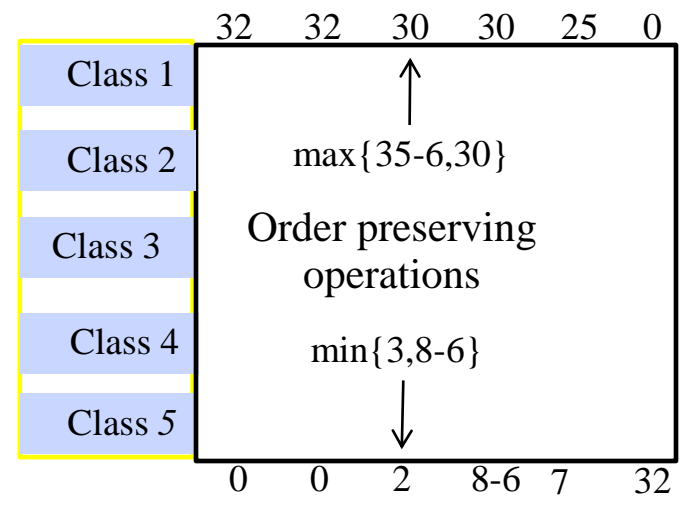 32 32 30 30 25 0
Class 1
Class 2
max{35-6,30}
Class 3
Order preserving
operations
Class 4
min{3,8-6}
Class 5
0 0 2 8-6 7 32